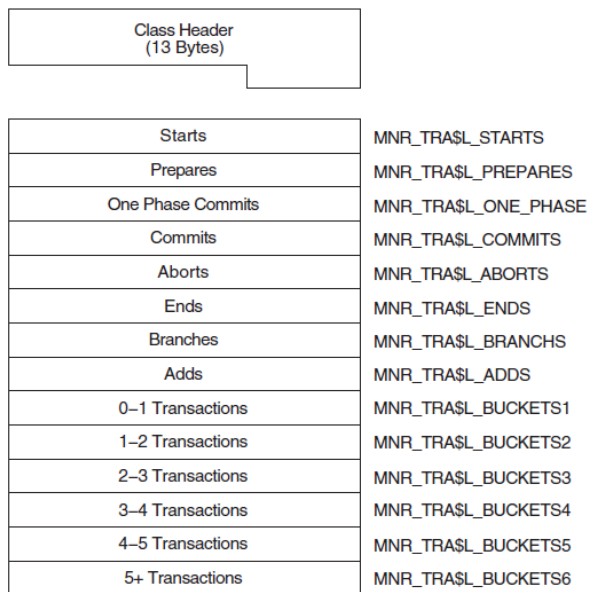 Class Header
(13 Bytes)
Starts MNR_TRA$L_STARTS
Prepares MNR_TRA$L_PREPARES
One Phase Commits MNR_TRA$L_ONE_PHASE
Commits MNR_TRA$L_COMMITS
Aborts MNR_TRA$L_ABORTS
Ends MNR_TRA$L_ENDS
Branches MNR_TRA$L_BRANCHS
Adds MNR_TRA$L_ADDS
0–1 Transactions MNR_TRA$L_BUCKETS1
1–2 Transactions MNR_TRA$L_BUCKETS2
2–3 Transactions MNR_TRA$L_BUCKETS3
3–4 Transactions MNR_TRA$L_BUCKETS4
4–5 Transactions MNR_TRA$L_BUCKETS5
5+ Transactions MNR_TRA$L_BUCKETS6